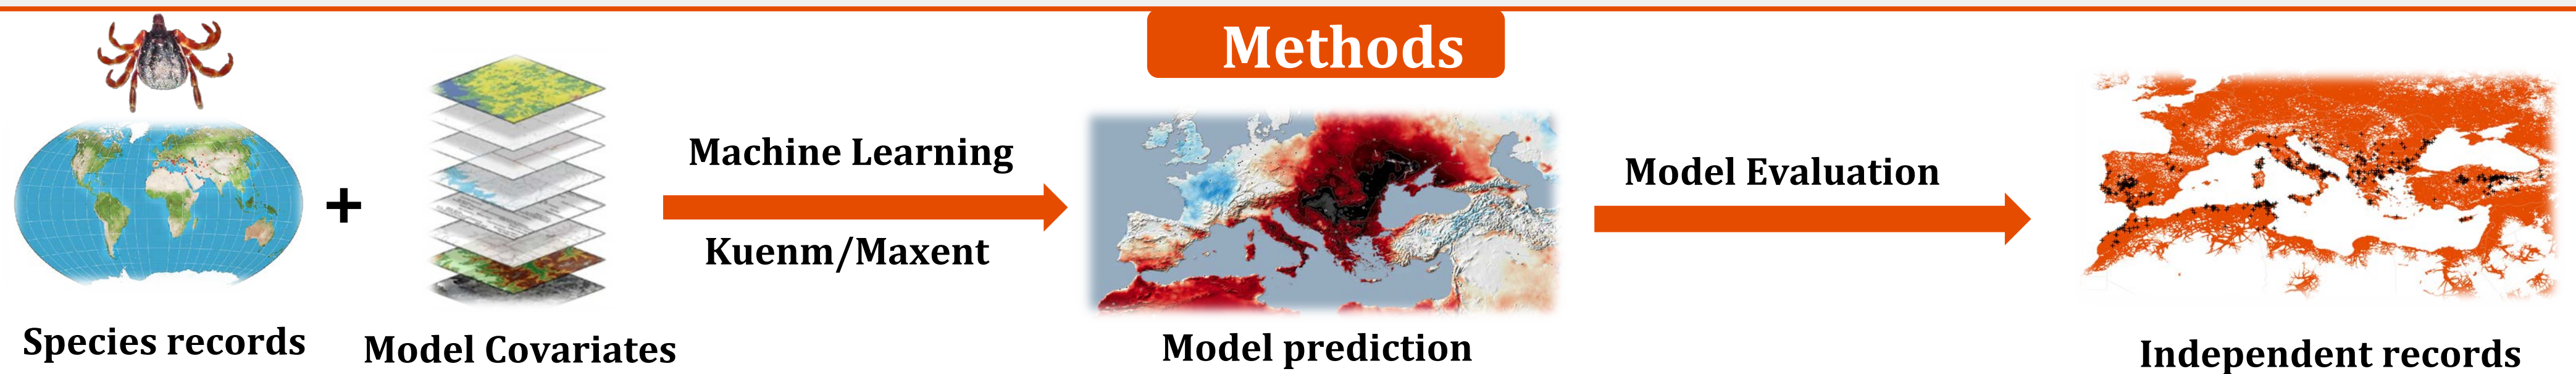 Methods
Species records
+
Model Covariates
Machine Learning
Kuenm/Maxent
Model prediction
Model Evaluation
Independent records